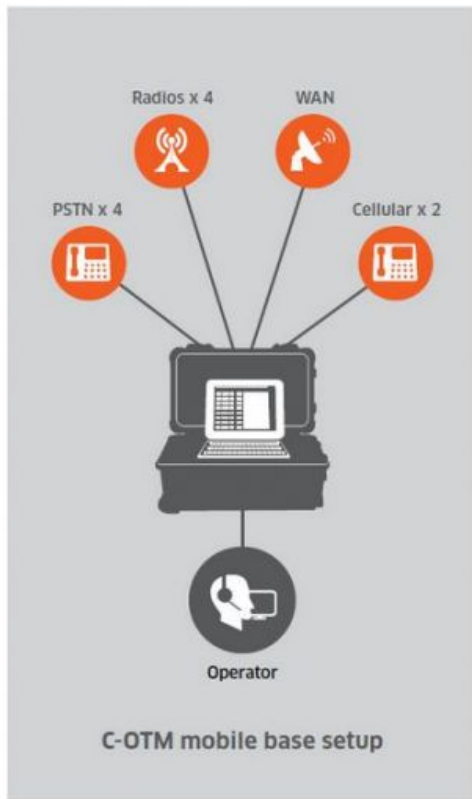 Radios x 4
WAN
PSTN x 4
Cellular x 2
Operator
C-OTM mobile base setup